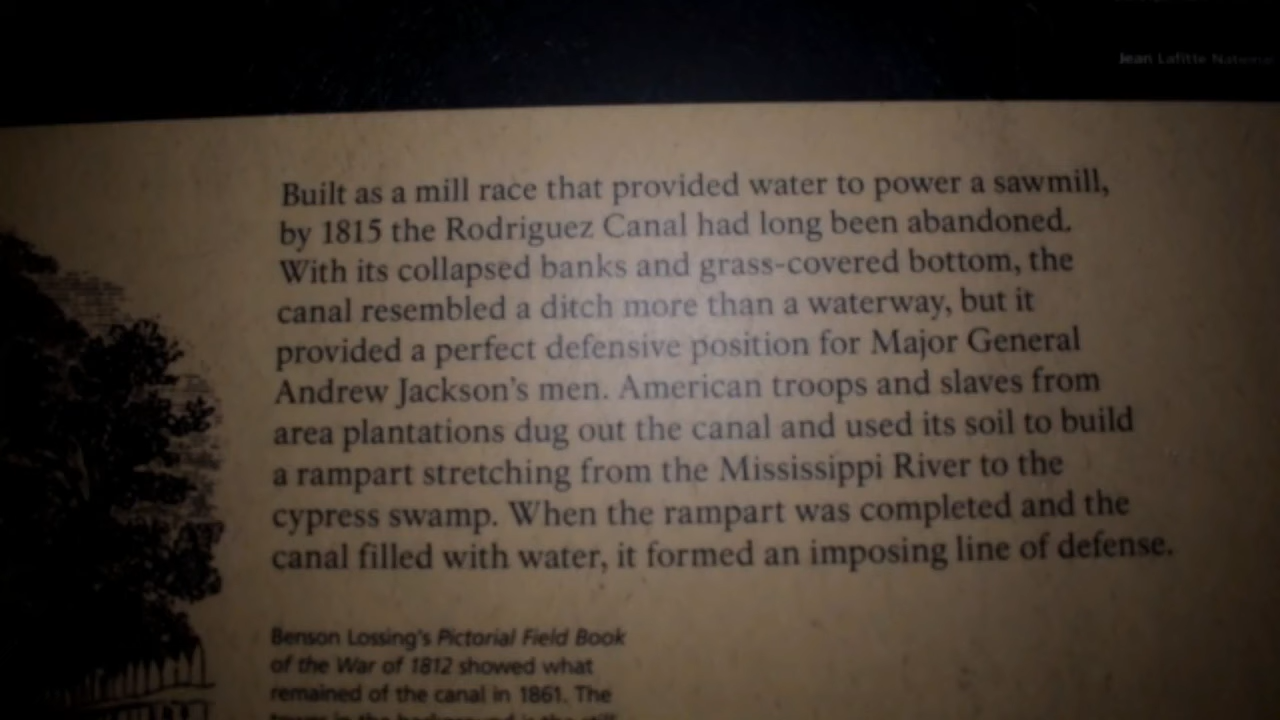 Jean Lafitte National
Built as a mill race that provided water to power a sawmill,
by 1815 the Rodriguez Canal had long been abandoned.
With its collapsed banks and grass-covered bottom, the
canal resembled a ditch more than a waterway, but it
provided a perfect defensive position for Major General
Andrew Jackson's men. American troops and slaves from
area plantations dug out the canal and used its soil to build
a rampart stretching from the Mississippi River to the
cypress swamp. When the rampart was completed and the
canal filled with water, it formed an imposing line of defense.
Benson Lossing's Pictorial Field Book
of the War of 1812 showed what
remained of the canal in 1861. The